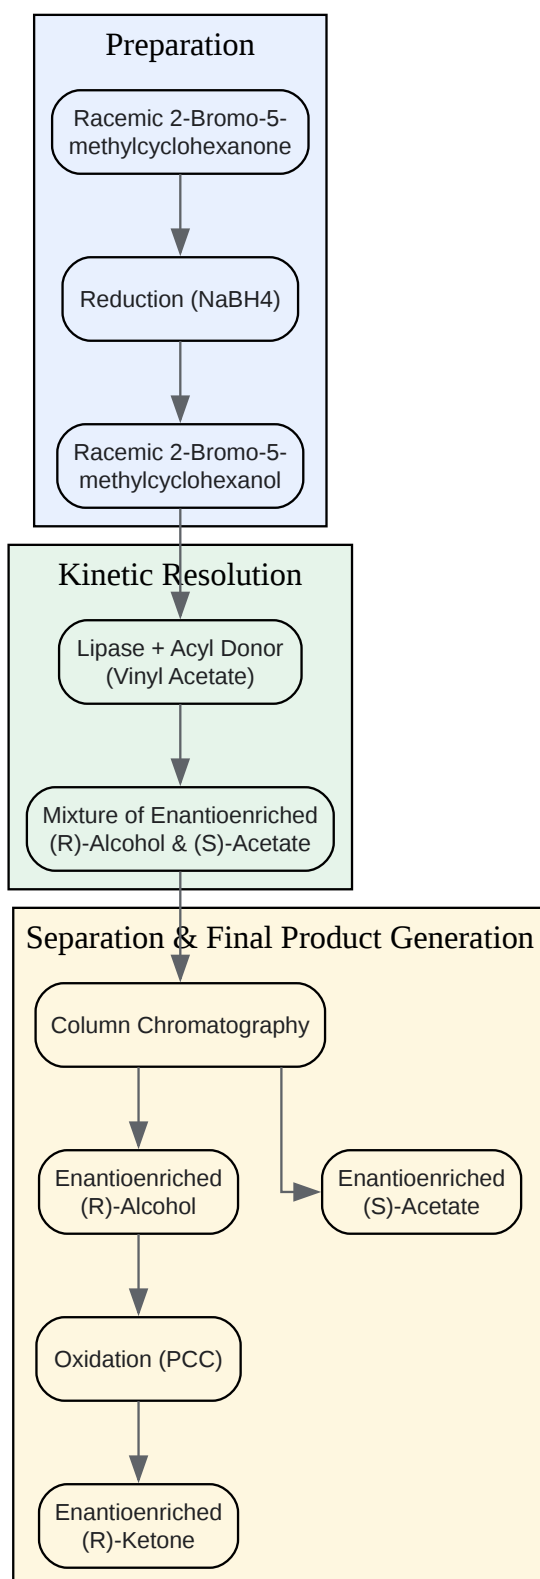 Preparation
Racemic 2-Bromo-5-
methylcyclohexanone
Reduction (NaBH4)
Racemic 2-Bromo-5-
methylcyclohexanol
Kinetic Resolution
Lipase + Acyl Donor
(Vinyl Acetate)
Mixture of Enantioenriched
(R)-Alcohol & (S)-Acetate
Separation & Final Product Generation
Column Chromatography
Enantioenriched
(R)-Alcohol
Enantioenriched
(S)-Acetate
Oxidation (PCC)
Enantioenriched
(R)-Ketone